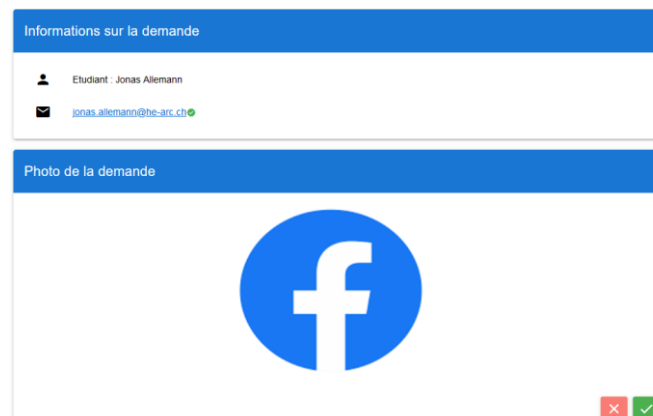 Informations sur la demande
Etudiant : Jonas Allemann
jonas.allemann@he-arc.ch
Photo de la demande
f